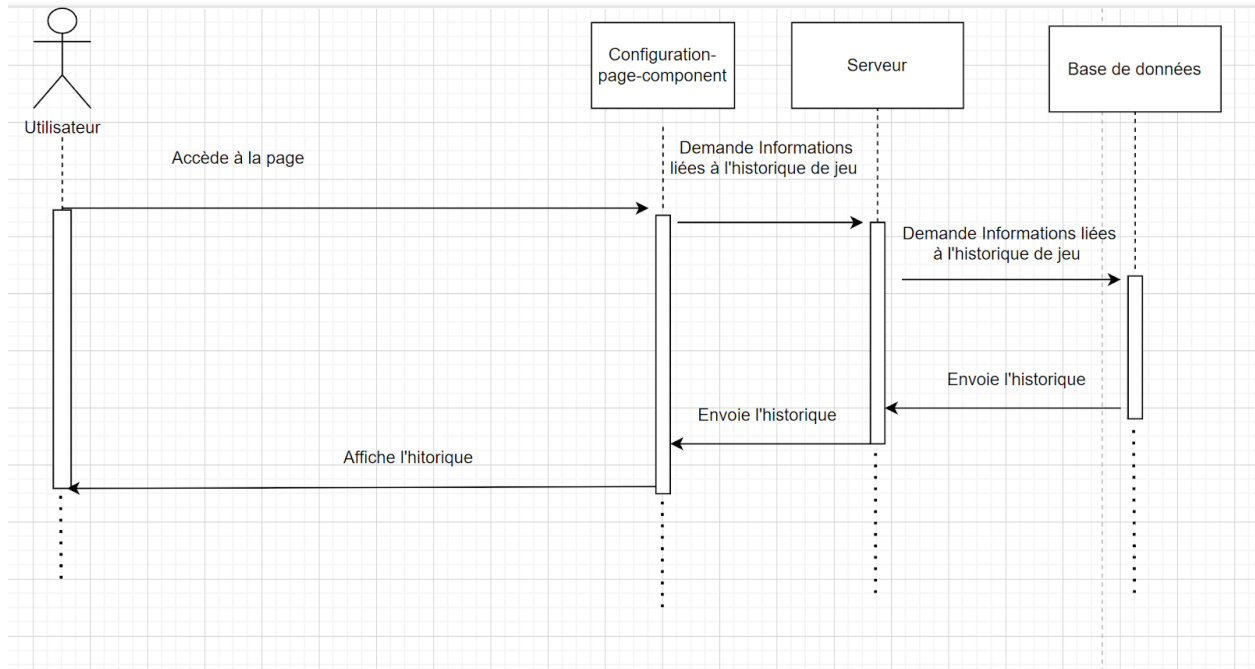 Configuration-
page-component
Serveur
Base de données
Utilisateur
Accède à la page
Demande Informations
liées à l'historique de jeu
Demande Informations liées
à l'historique de jeu
Envoie l'historique
Envoie l'historique
Affiche l'hitorique